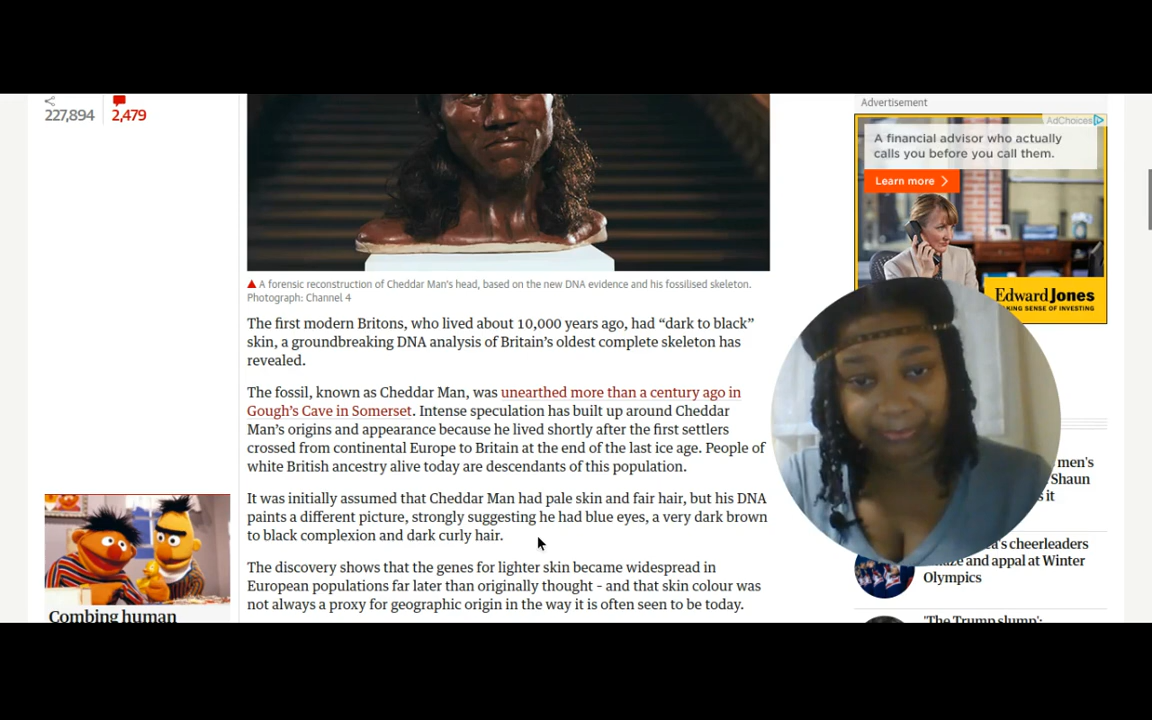 227,894
2,479
▲ A forensic reconstruction of Cheddar Man's head, based on the new DNA evidence and his fossilised skeleton.
Photograph: Channel 4
The first modern Britons, who lived about 10,000 years ago, had “dark to black”
skin, a groundbreaking DNA analysis of Britain's oldest complete skeleton has
revealed.
The fossil, known as Cheddar Man, was unearthed more than a century ago in
Gough's Cave in Somerset. Intense speculation has built up around Cheddar
Man's origins and appearance because he lived shortly after the first settlers
crossed from continental Europe to Britain at the end of the last ice age. People of
white British ancestry alive today are descendants of this population.
It was initially assumed that Cheddar Man had pale skin and fair hair, but his DNA
paints a different picture, strongly suggesting he had blue eyes, a very dark brown
to black complexion and dark curly hair.
The discovery shows that the genes for lighter skin became widespread in
European populations far later than originally thought - and that skin colour was
not always a proxy for geographic origin in the way it is often seen to be today.
Combing human
Advertisement
AdChoices
A financial advisor who actually
calls you before you call them.
Learn more
Edward Jones
SENSE OF INVESTING
men's
Shaun
it
cheerleaders
and appal at Winter
Olympics
'The Trump slump':